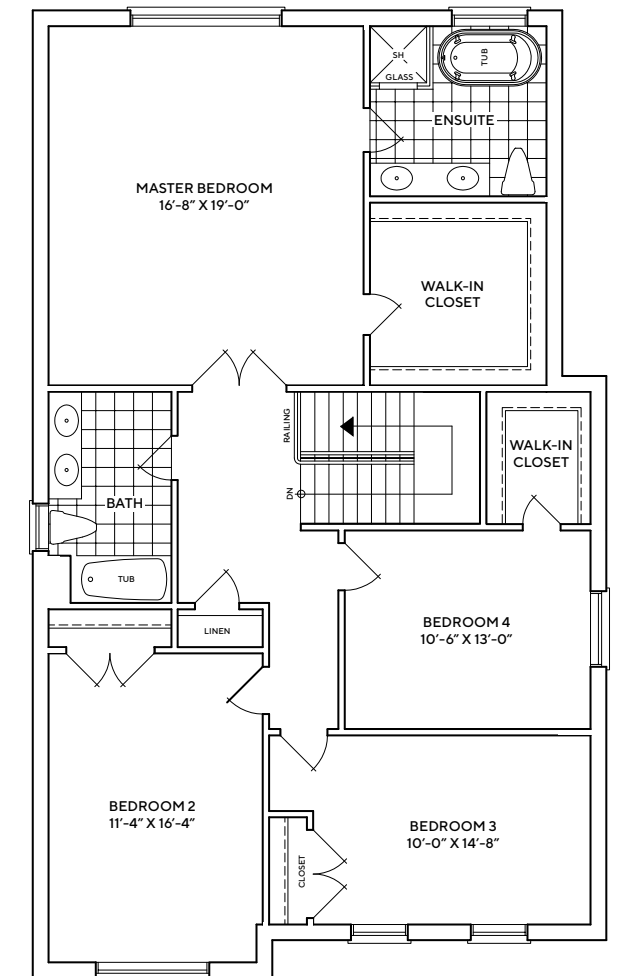 SH
GLASS
TUB
ENSUITE
MASTER BEDROOM
16'-8" X 19'-0"
WALK-IN
CLOSET
RAILING
DN
WALK-IN
CLOSET
BATH
TUB
LINEN
BEDROOM 4
10'-6" X 13'-0"
BEDROOM 2
11'-4" X 16'-4"
BEDROOM 3
10'-0" X 14'-8"
CLOSET